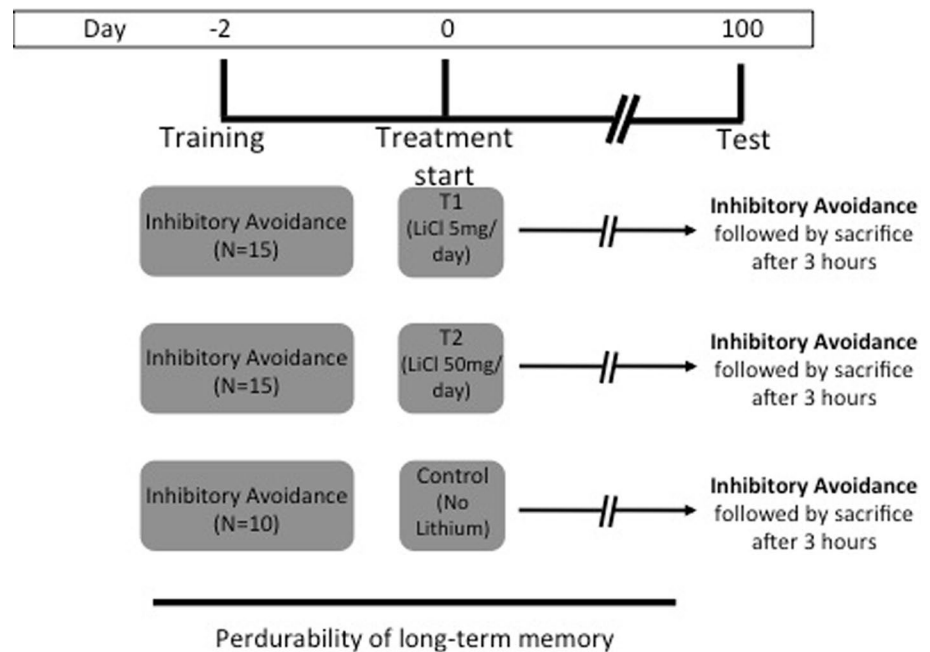 Day -2 0 100
Training Treatment start Test
Inhibitory Avoidance
(N=15)
T1
(LiCl 5mg/
day)
Inhibitory Avoidance
followed by sacrifice
after 3 hours
Inhibitory Avoidance
(N=15)
T2
(LiCl 50mg/
day)
Inhibitory Avoidance
followed by sacrifice
after 3 hours
Inhibitory Avoidance
(N=10)
Control
(No
Lithium)
Inhibitory Avoidance
followed by sacrifice
after 3 hours
Perdurability of long-term memory